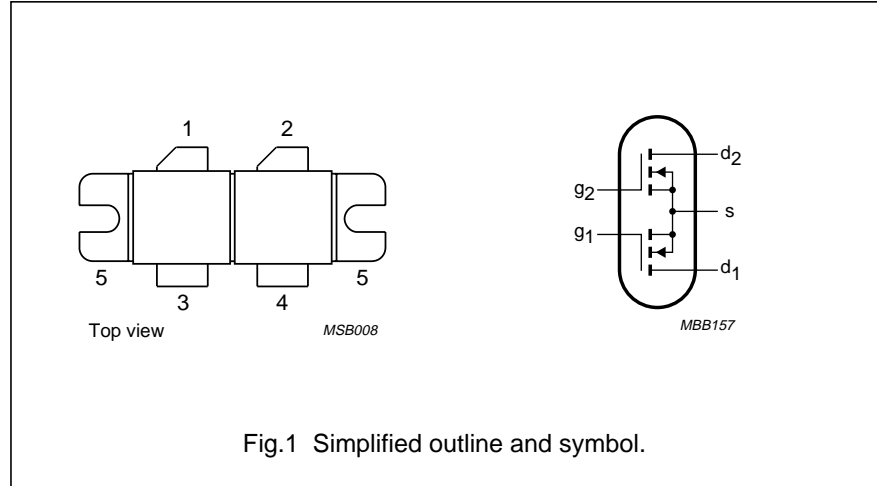 1 2
5 5
3 4
Top view MSB008
d2
g2
s
g1
d1
MBB157
Fig.1 Simplified outline and symbol.